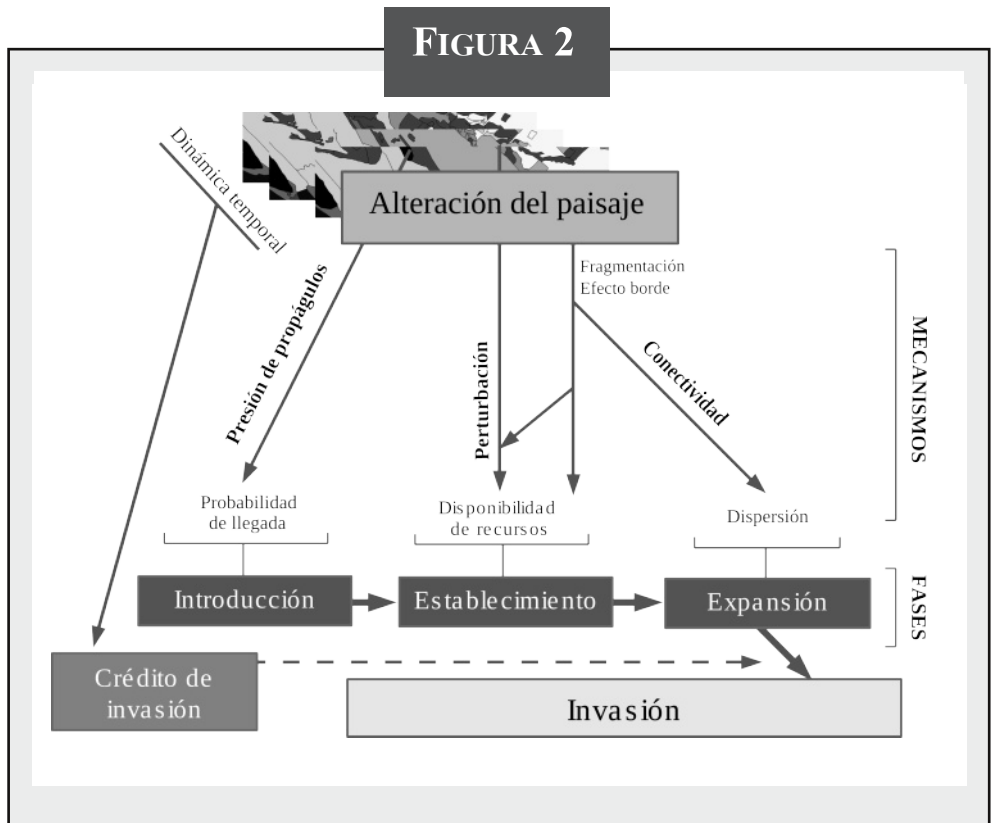 FIGURA 2
Dinámica temporal
Alteración del paisaje
Fragmentación
Efecto borde
Presión de propágulos
Perturbación
Conectividad
MECANISMOS
Probabilidad
de llegada
Disponibilidad
de recursos
Dispersión
Introducción
Establecimiento
Expansión
FASES
Crédito de
invasión
Invasión